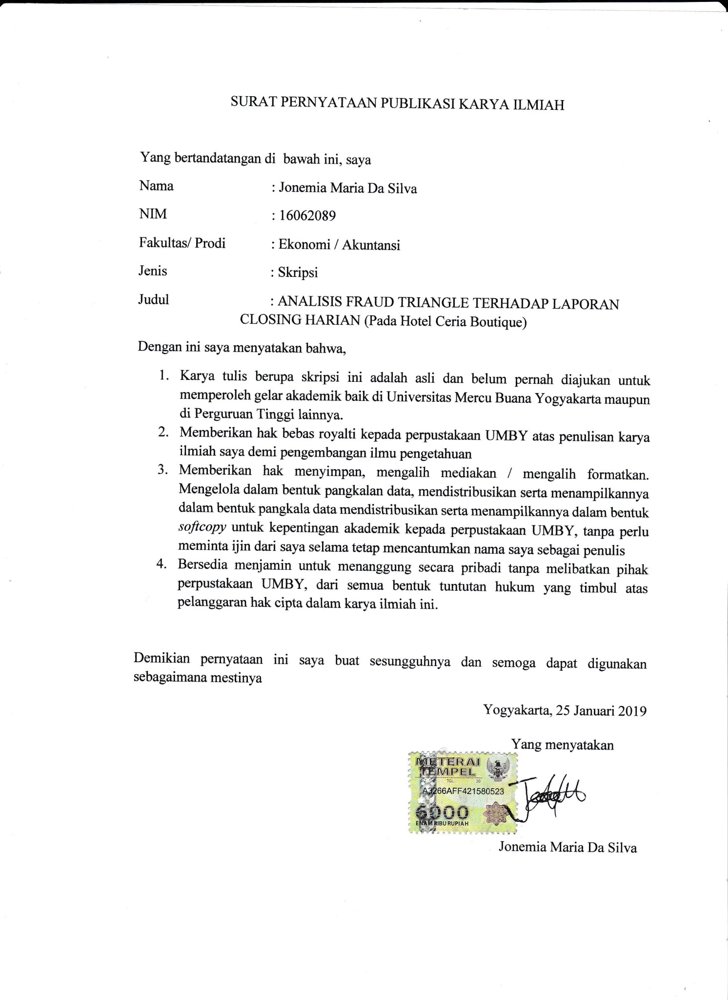 SURAT PERNYATAAN PUBLIKASI KARYA ILMIAH
Yang bertandatangan di bawah ini, saya
Nama : Jonemia Maria Da Silva
NIM : 16062089
Fakultas/ Prodi : Ekonomi / Akuntansi
Jenis : Skripsi
Judul : ANALISIS FRAUD TRIANGLE TERHADAP LAPORAN
CLOSING HARIAN (Pada Hotel Ceria Boutique)
Dengan ini saya menyatakan bahwa,
1. Karya tulis berupa skripsi ini adalah asli dan belum pernah diajukan untuk
memperoleh gelar akademik baik di Universitas Mercu Buana Yogyakarta maupun
di Perguruan Tinggi lainnya.
2. Memberikan hak bebas royalti kepada perpustakaan UMBY atas penulisan karya
ilmiah saya demi pengembangan ilmu pengetahuan
3. Memberikan hak menyimpan, mengalih mediakan / mengalih formatkan.
Mengelola dalam bentuk pangkalan data, mendistribusikan serta menampilkannya
dalam bentuk pangkala data mendistribusikan serta menampilkannya dalam bentuk
softcopy untuk kepentingan akademik kepada perpustakaan UMBY, tanpa perlu
meminta ijin dari saya selama tetap mencantumkan nama saya sebagai penulis
4. Bersedia menjamin untuk menanggung secara pribadi tanpa melibatkan pihak
perpustakaan UMBY, dari semua bentuk tuntutan hukum yang timbul atas
pelanggaran hak cipta dalam karya ilmiah ini.
Demikian pernyataan ini saya buat sesungguhnya dan semoga dapat digunakan
sebagaimana mestinya
Yogyakarta, 25 Januari 2019
Yang menyatakan
METERAI
TEMPEL
TGL. 20
A3266AFF421580523
6000
ENAM RIBU RUPIAH
Jonemia Maria Da Silva